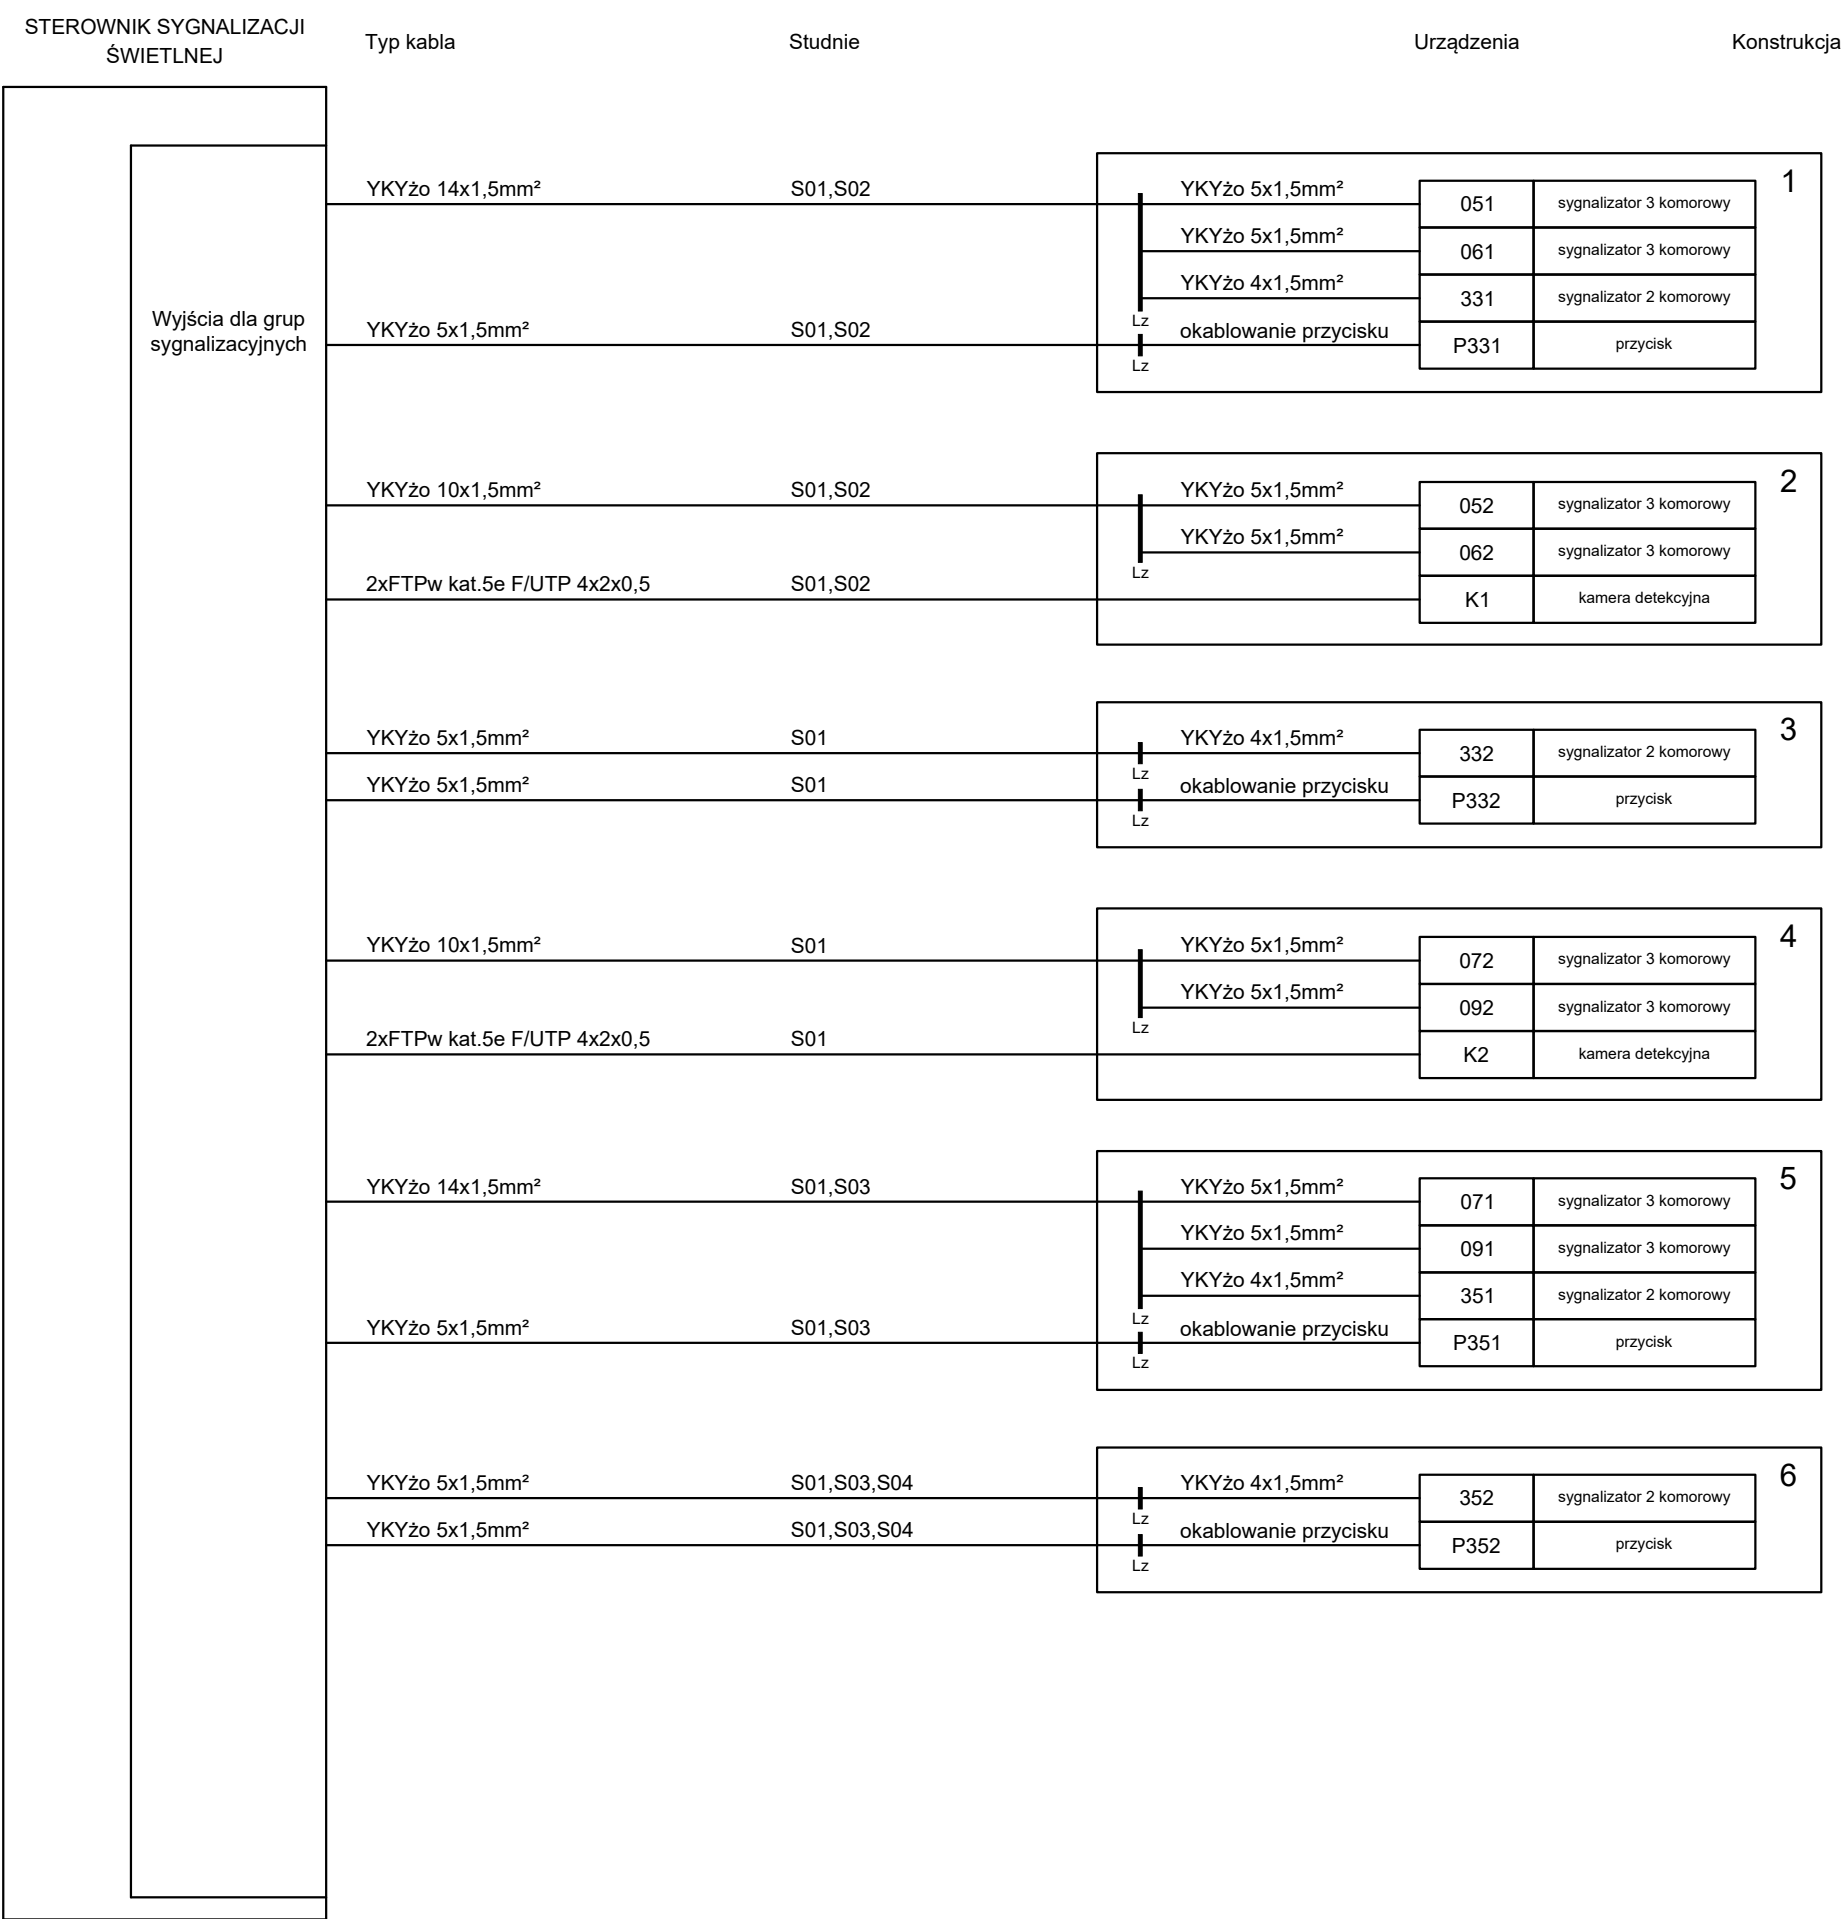 STEROWNIK SYGNALIZACJI
ŚWIETLNEJ
Typ kabla
Studnie
Urządzenia
Konstrukcja
Wyjścia dla grup
sygnalizacyjnych
1
YKYżo 14x1,5mm²
S01,S02
YKYżo 5x1,5mm²
051
sygnalizator 3 komorowy
YKYżo 5x1,5mm²
061
sygnalizator 3 komorowy
YKYżo 4x1,5mm²
331
sygnalizator 2 komorowy
Lz
YKYżo 5x1,5mm²
S01,S02
okablowanie przycisku
P331
przycisk
Lz
2
YKYżo 10x1,5mm²
S01,S02
YKYżo 5x1,5mm²
052
sygnalizator 3 komorowy
YKYżo 5x1,5mm²
062
sygnalizator 3 komorowy
Lz
2xFTPw kat.5e F/UTP 4x2x0,5
S01,S02
K1
kamera detekcyjna
3
YKYżo 5x1,5mm²
S01
YKYżo 4x1,5mm²
332
sygnalizator 2 komorowy
Lz
YKYżo 5x1,5mm²
S01
okablowanie przycisku
P332
przycisk
Lz
4
YKYżo 10x1,5mm²
S01
YKYżo 5x1,5mm²
072
sygnalizator 3 komorowy
YKYżo 5x1,5mm²
092
sygnalizator 3 komorowy
Lz
2xFTPw kat.5e F/UTP 4x2x0,5
S01
K2
kamera detekcyjna
5
YKYżo 14x1,5mm²
S01,S03
YKYżo 5x1,5mm²
071
sygnalizator 3 komorowy
YKYżo 5x1,5mm²
091
sygnalizator 3 komorowy
YKYżo 4x1,5mm²
351
sygnalizator 2 komorowy
Lz
YKYżo 5x1,5mm²
S01,S03
okablowanie przycisku
P351
przycisk
Lz
6
YKYżo 5x1,5mm²
S01,S03,S04
YKYżo 4x1,5mm²
352
sygnalizator 2 komorowy
Lz
YKYżo 5x1,5mm²
S01,S03,S04
okablowanie przycisku
P352
przycisk
Lz